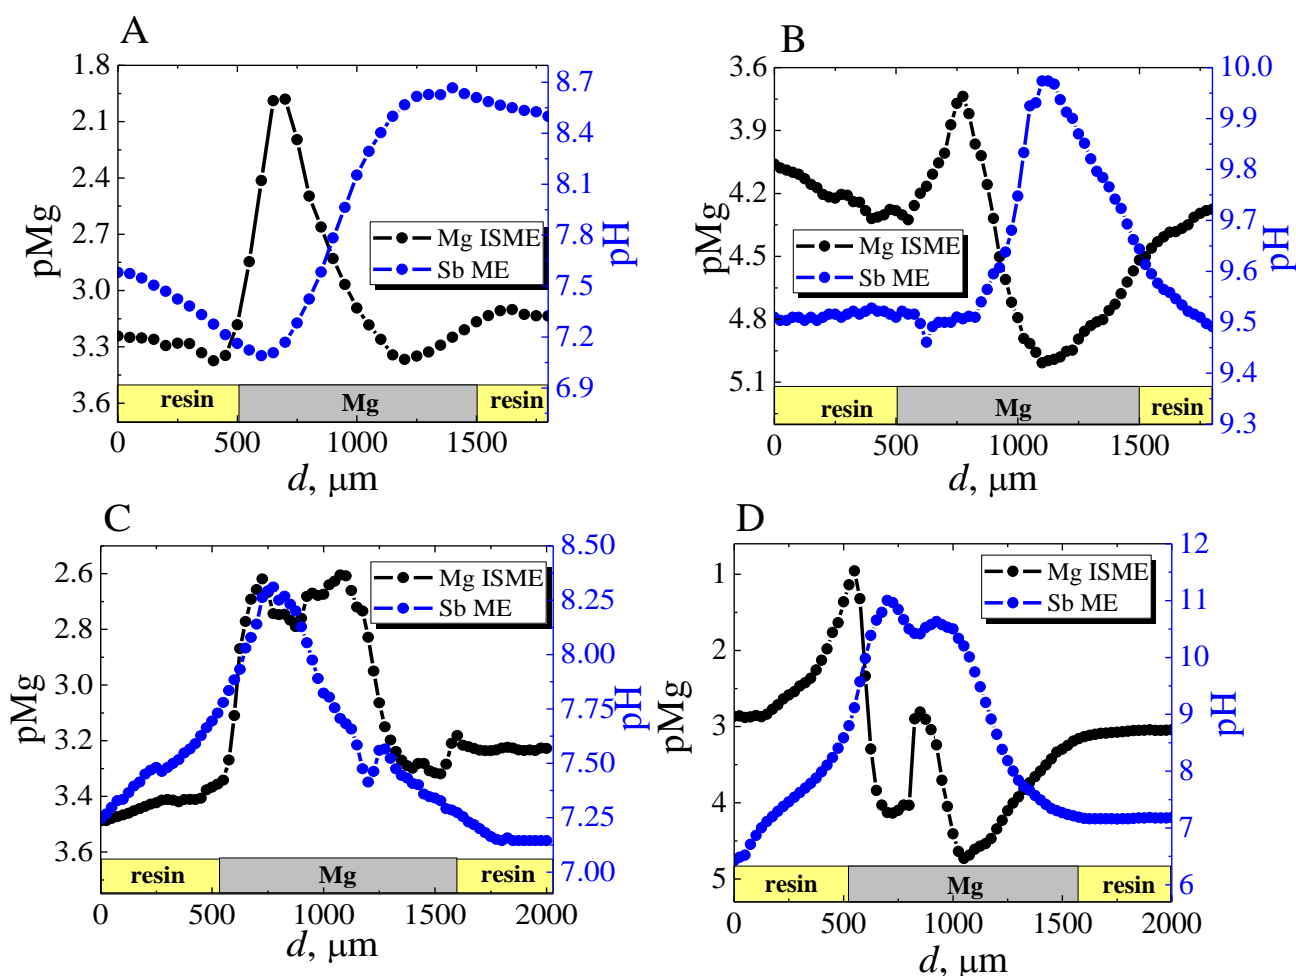 A
1.8
2.1
2.4
2.7
3.0
3.3
3.6
pMg
8.7
8.4
8.1
7.8
7.5
7.2
6.9
pH
Mg ISME
Sb ME
resin
Mg
resin
0
500
1000
1500
d, μm
B
3.6
3.9
4.2
4.5
4.8
5.1
pMg
10.0
9.9
9.8
9.7
9.6
9.5
9.4
9.3
pH
Mg ISME
Sb ME
resin
Mg
resin
0
500
1000
1500
d, μm
C
2.6
2.8
3.0
3.2
3.4
3.6
pMg
8.50
8.25
8.00
7.75
7.50
7.25
7.00
pH
Mg ISME
Sb ME
resin
Mg
resin
0
500
1000
1500
2000
d, μm
D
1
2
3
4
5
pMg
12
11
10
9
8
7
6
pH
Mg ISME
Sb ME
resin
Mg
resin
0
500
1000
1500
2000
d, μm